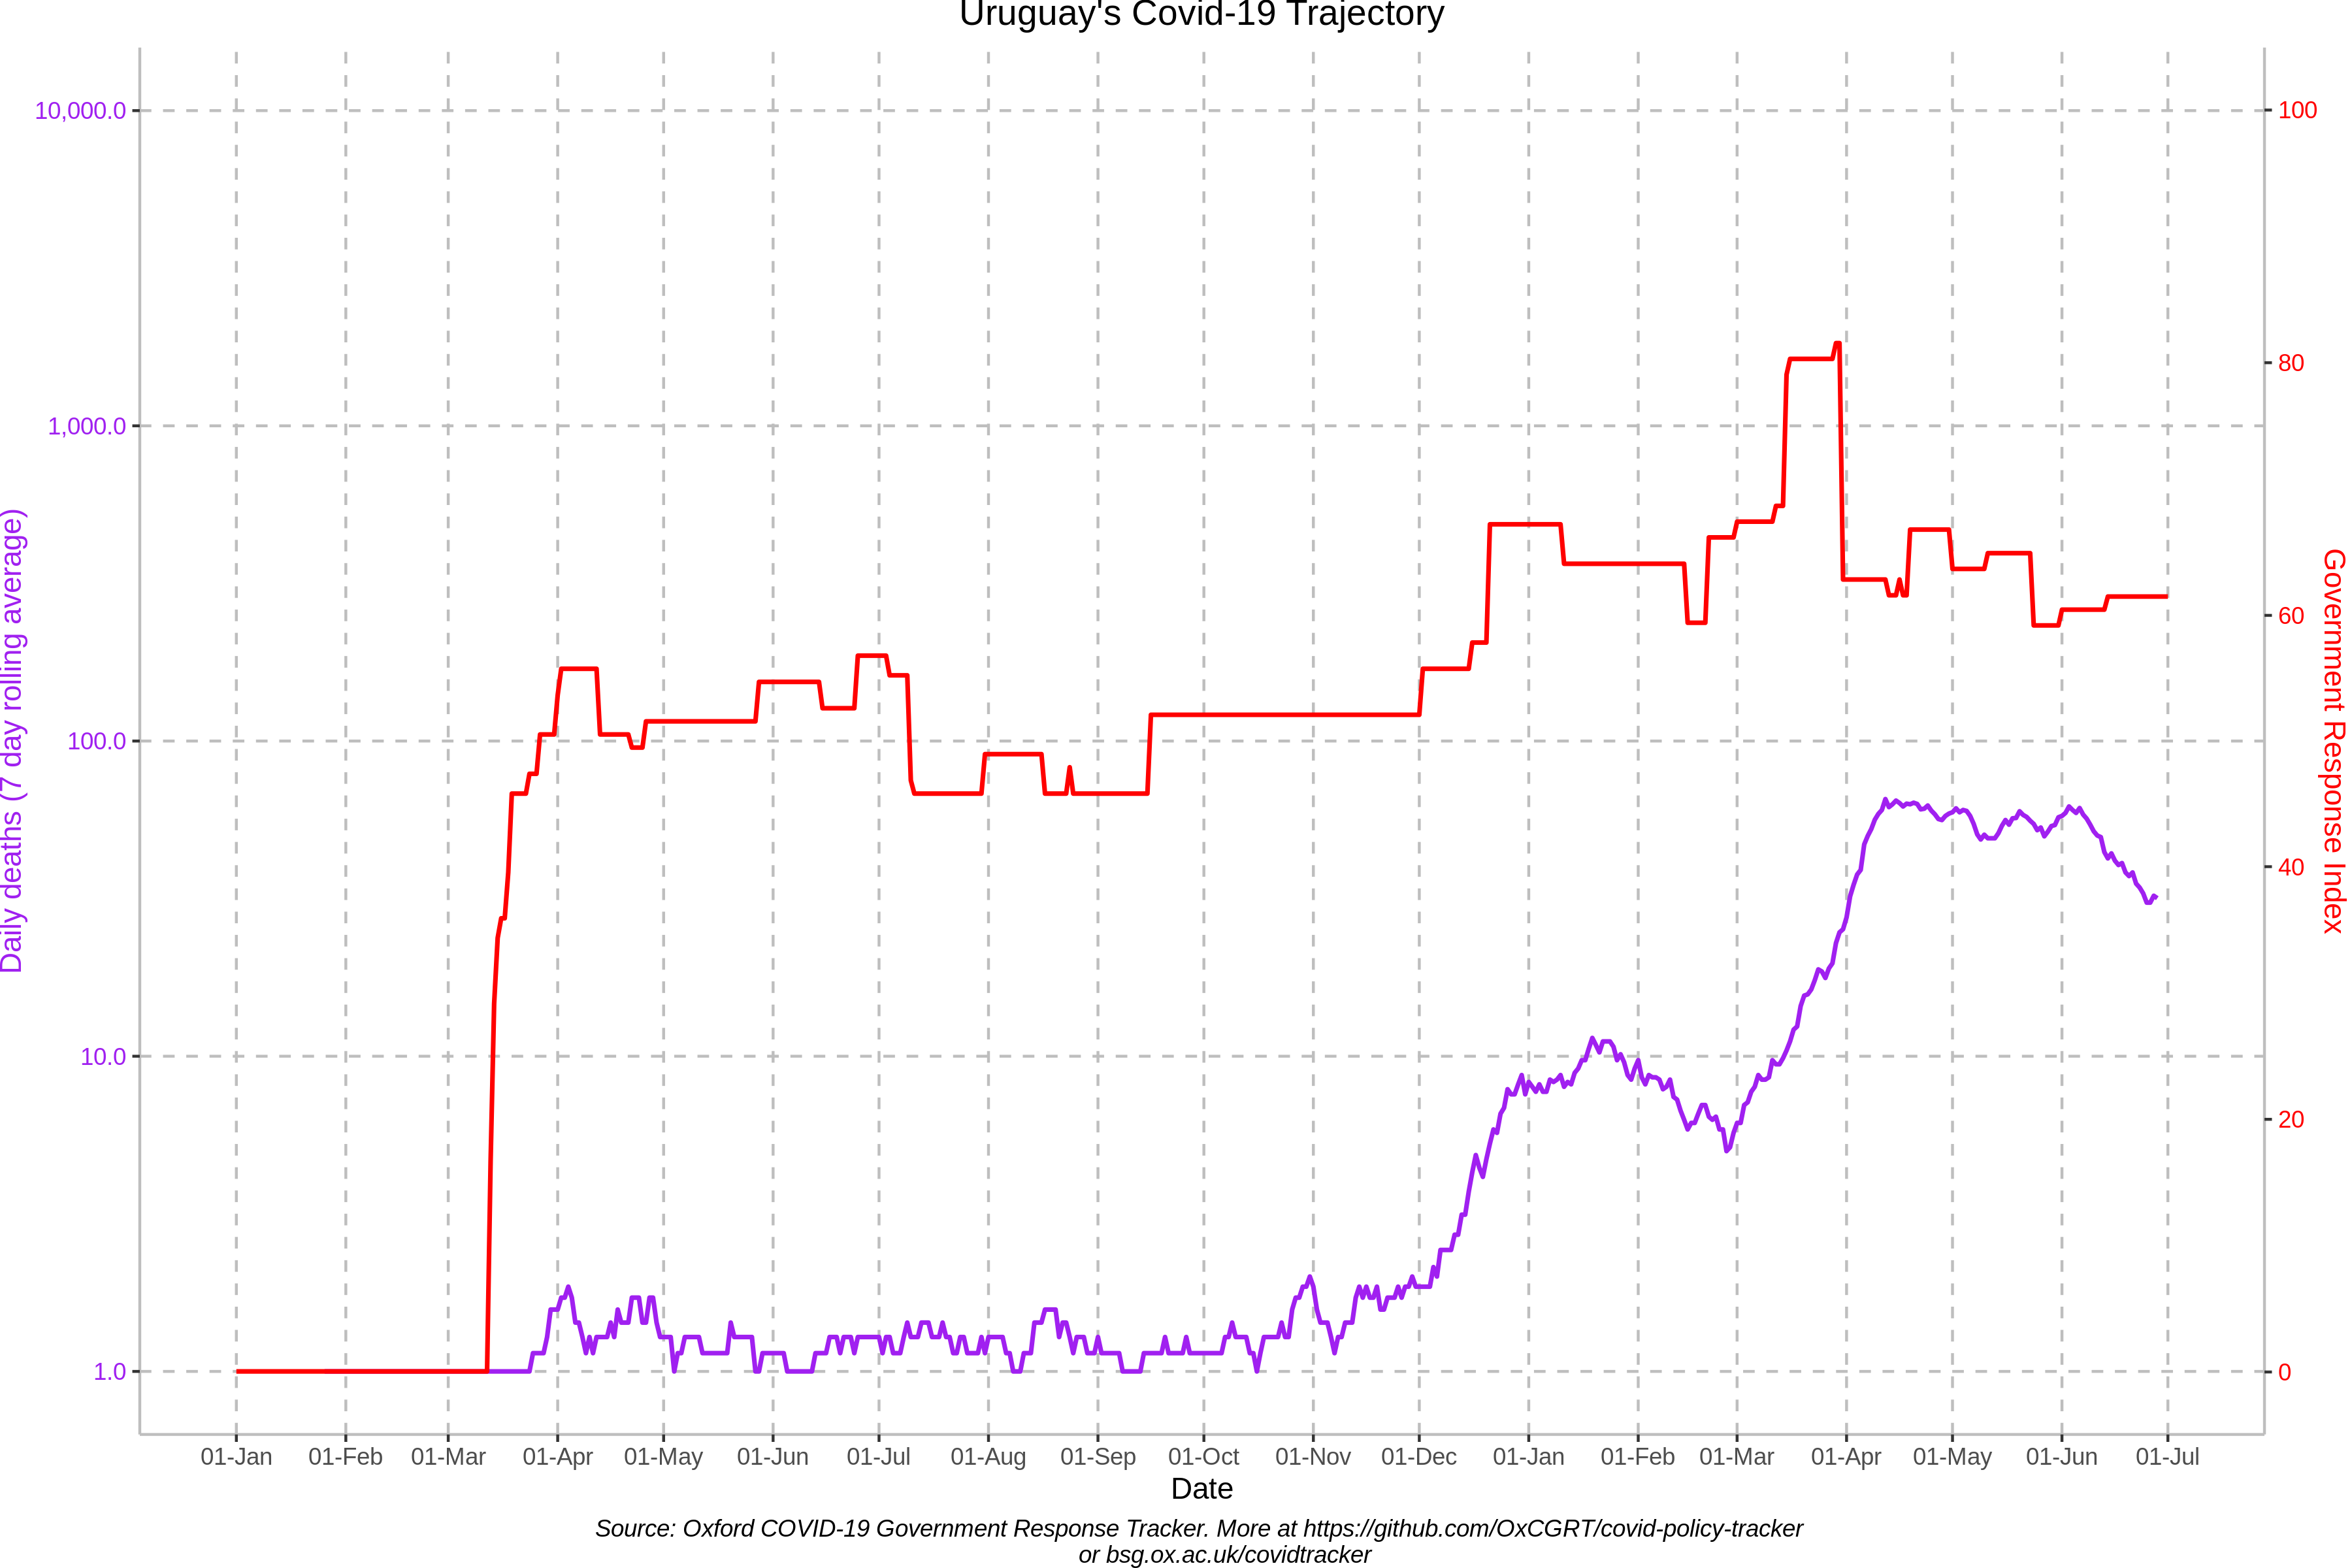 Uruguay's Covid-19 Trajectory
10,000.0
1,000.0
100.0
10.0
1.0
Daily deaths (7 day rolling average)
100
80
60
40
20
0
Government Response Index
01-Jan 01-Feb 01-Mar 01-Apr 01-May 01-Jun 01-Jul 01-Aug 01-Sep 01-Oct 01-Nov 01-Dec 01-Jan 01-Feb 01-Mar 01-Apr 01-May 01-Jun 01-Jul
Date
Source: Oxford COVID-19 Government Response Tracker. More at https://github.com/OxCGRT/covid-policy-tracker
or bsg.ox.ac.uk/covidtracker